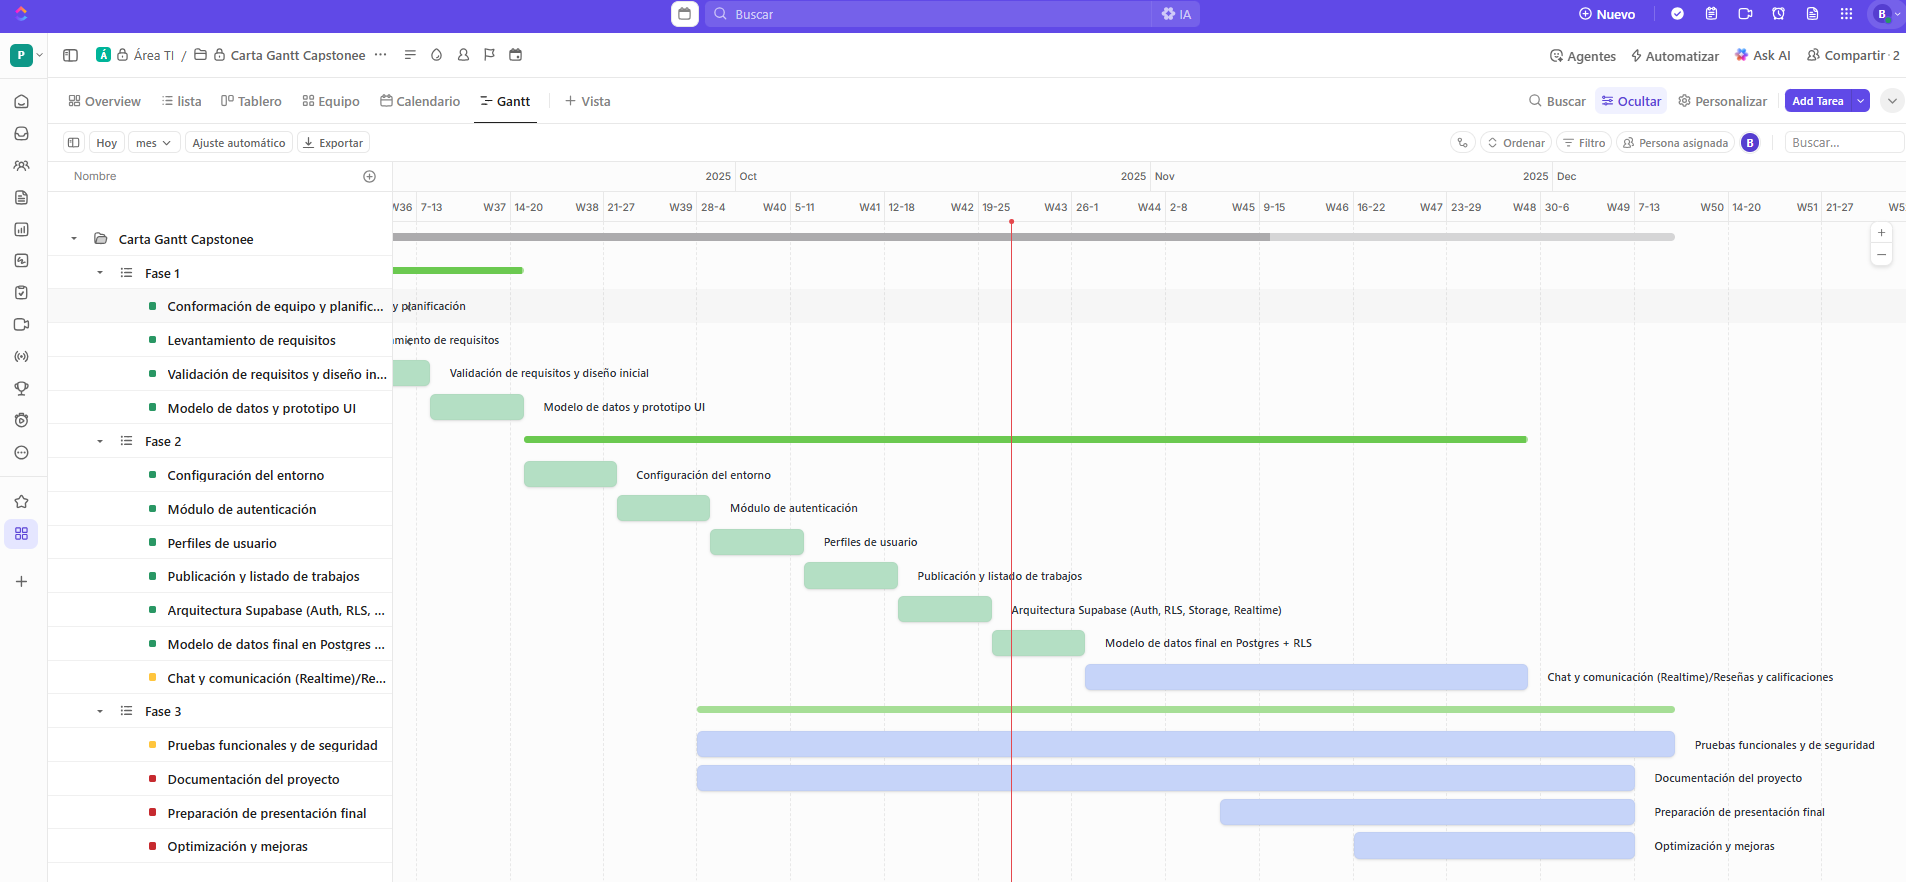 Buscar
IA
Nuevo
B
P
Á Área TI / Carta Gantt Capstonee ···
Agentes
Automatizar
Ask AI
Compartir · 2
Overview
lista
Tablero
Equipo
Calendario
Gantt
+ Vista
Buscar
Ocultar
Personalizar
Add Tarea
Hoy
mes
Ajuste automático
Exportar
Ordenar
Filtro
Persona asignada
B
Buscar...
Nombre
2025 Oct
2025 Nov
2025 Dec
W36 7-13
W37 14-20
W38 21-27
W39 28-4
W40 5-11
W41 12-18
W42 19-25
W43 26-1
W44 2-8
W45 9-15
W46 16-22
W47 23-29
W48 30-6
W49 7-13
W50 14-20
W51 21-27
Carta Gantt Capstonee
Fase 1
Conformación de equipo y planific...
y planificación
Levantamiento de requisitos
miento de requisitos
Validación de requisitos y diseño in...
Validación de requisitos y diseño inicial
Modelo de datos y prototipo UI
Modelo de datos y prototipo UI
Fase 2
Configuración del entorno
Configuración del entorno
Módulo de autenticación
Módulo de autenticación
Perfiles de usuario
Perfiles de usuario
Publicación y listado de trabajos
Publicación y listado de trabajos
Arquitectura Supabase (Auth, RLS, ...
Arquitectura Supabase (Auth, RLS, Storage, Realtime)
Modelo de datos final en Postgres ...
Modelo de datos final en Postgres + RLS
Chat y comunicación (Realtime)/Re...
Chat y comunicación (Realtime)/Reseñas y calificaciones
Fase 3
Pruebas funcionales y de seguridad
Pruebas funcionales y de seguridad
Documentación del proyecto
Documentación del proyecto
Preparación de presentación final
Preparación de presentación final
Optimización y mejoras
Optimización y mejoras